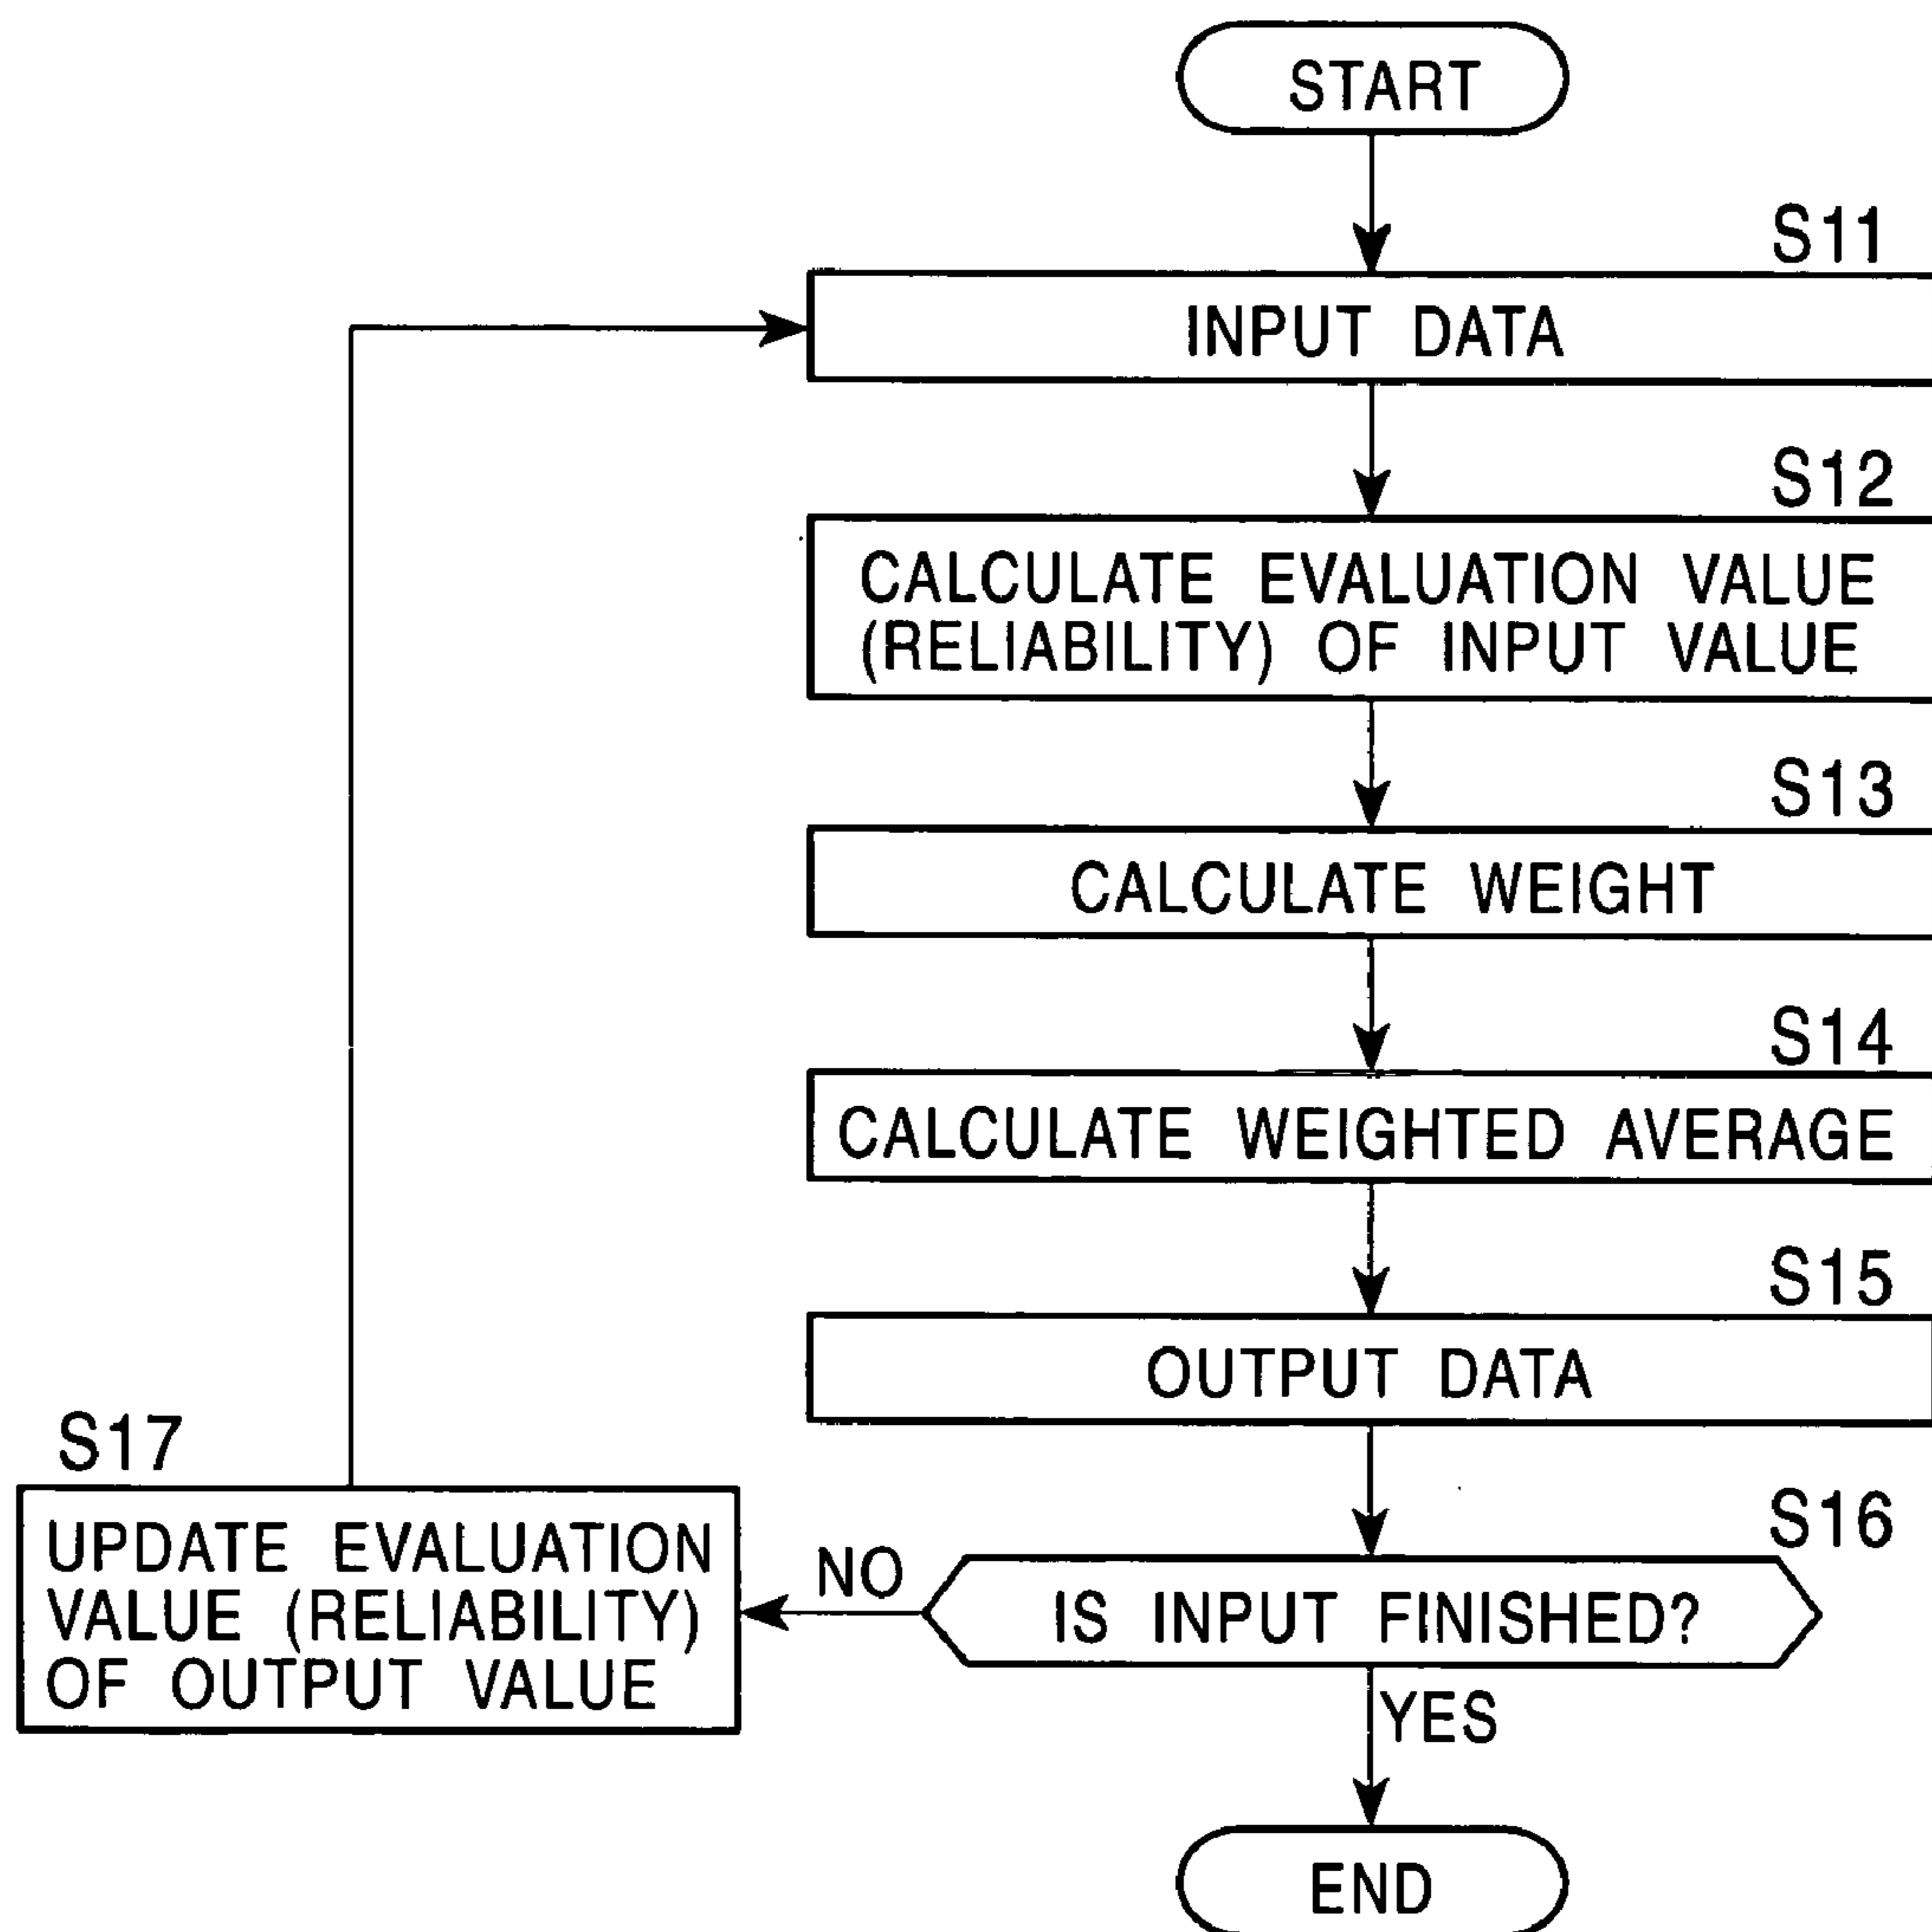 START
S11
INPUT DATA
S12
CALCULATE EVALUATION VALUE
(RELIABILITY) OF INPUT VALUE
S13
CALCULATE WEIGHT
S14
CALCULATE WEIGHTED AVERAGE
S15
OUTPUT DATA
S16
IS INPUT FINISHED?
NO
S17
UPDATE EVALUATION
VALUE (RELIABILITY)
OF OUTPUT VALUE
YES
END